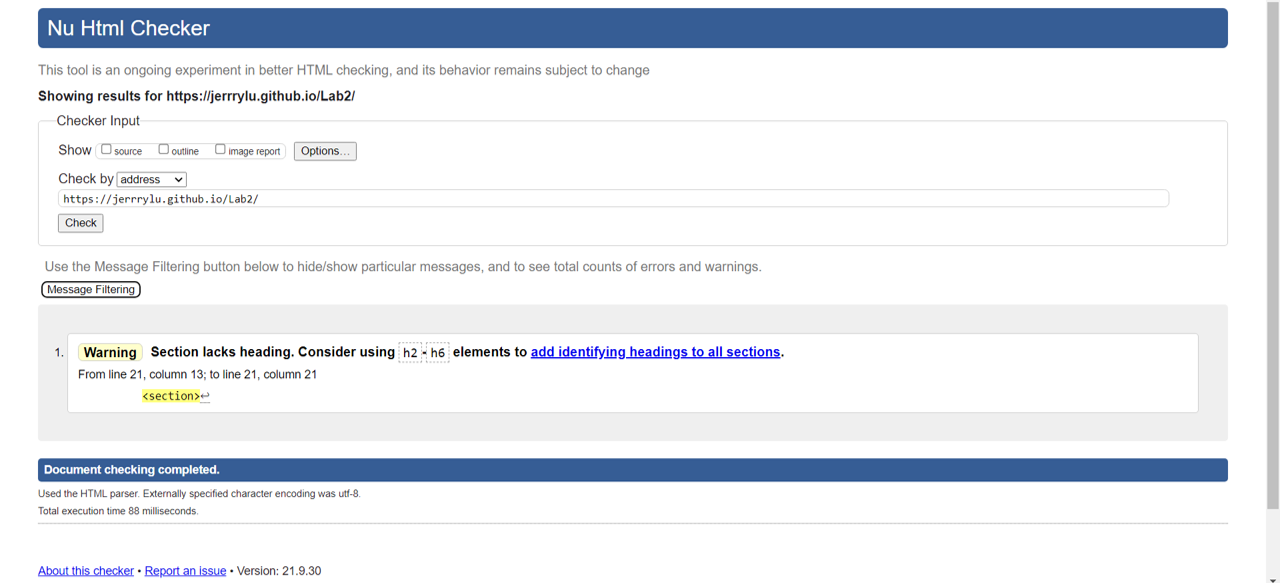 Nu Html Checker
This tool is an ongoing experiment in better HTML checking, and its behavior remains subject to change
Showing results for https://jerrrylu.github.io/Lab2/
Checker Input
Show source outline image report Options...
Check by address
https://jerrrylu.github.io/Lab2/
Check
Use the Message Filtering button below to hide/show particular messages, and to see total counts of errors and warnings.
Message Filtering
1. Warning Section lacks heading. Consider using h2-h6 elements to add identifying headings to all sections.
From line 21, column 13; to line 21, column 21
<section>↩
Document checking completed.
Used the HTML parser. Externally specified character encoding was utf-8.
Total execution time 88 milliseconds.
About this checker • Report an issue • Version: 21.9.30